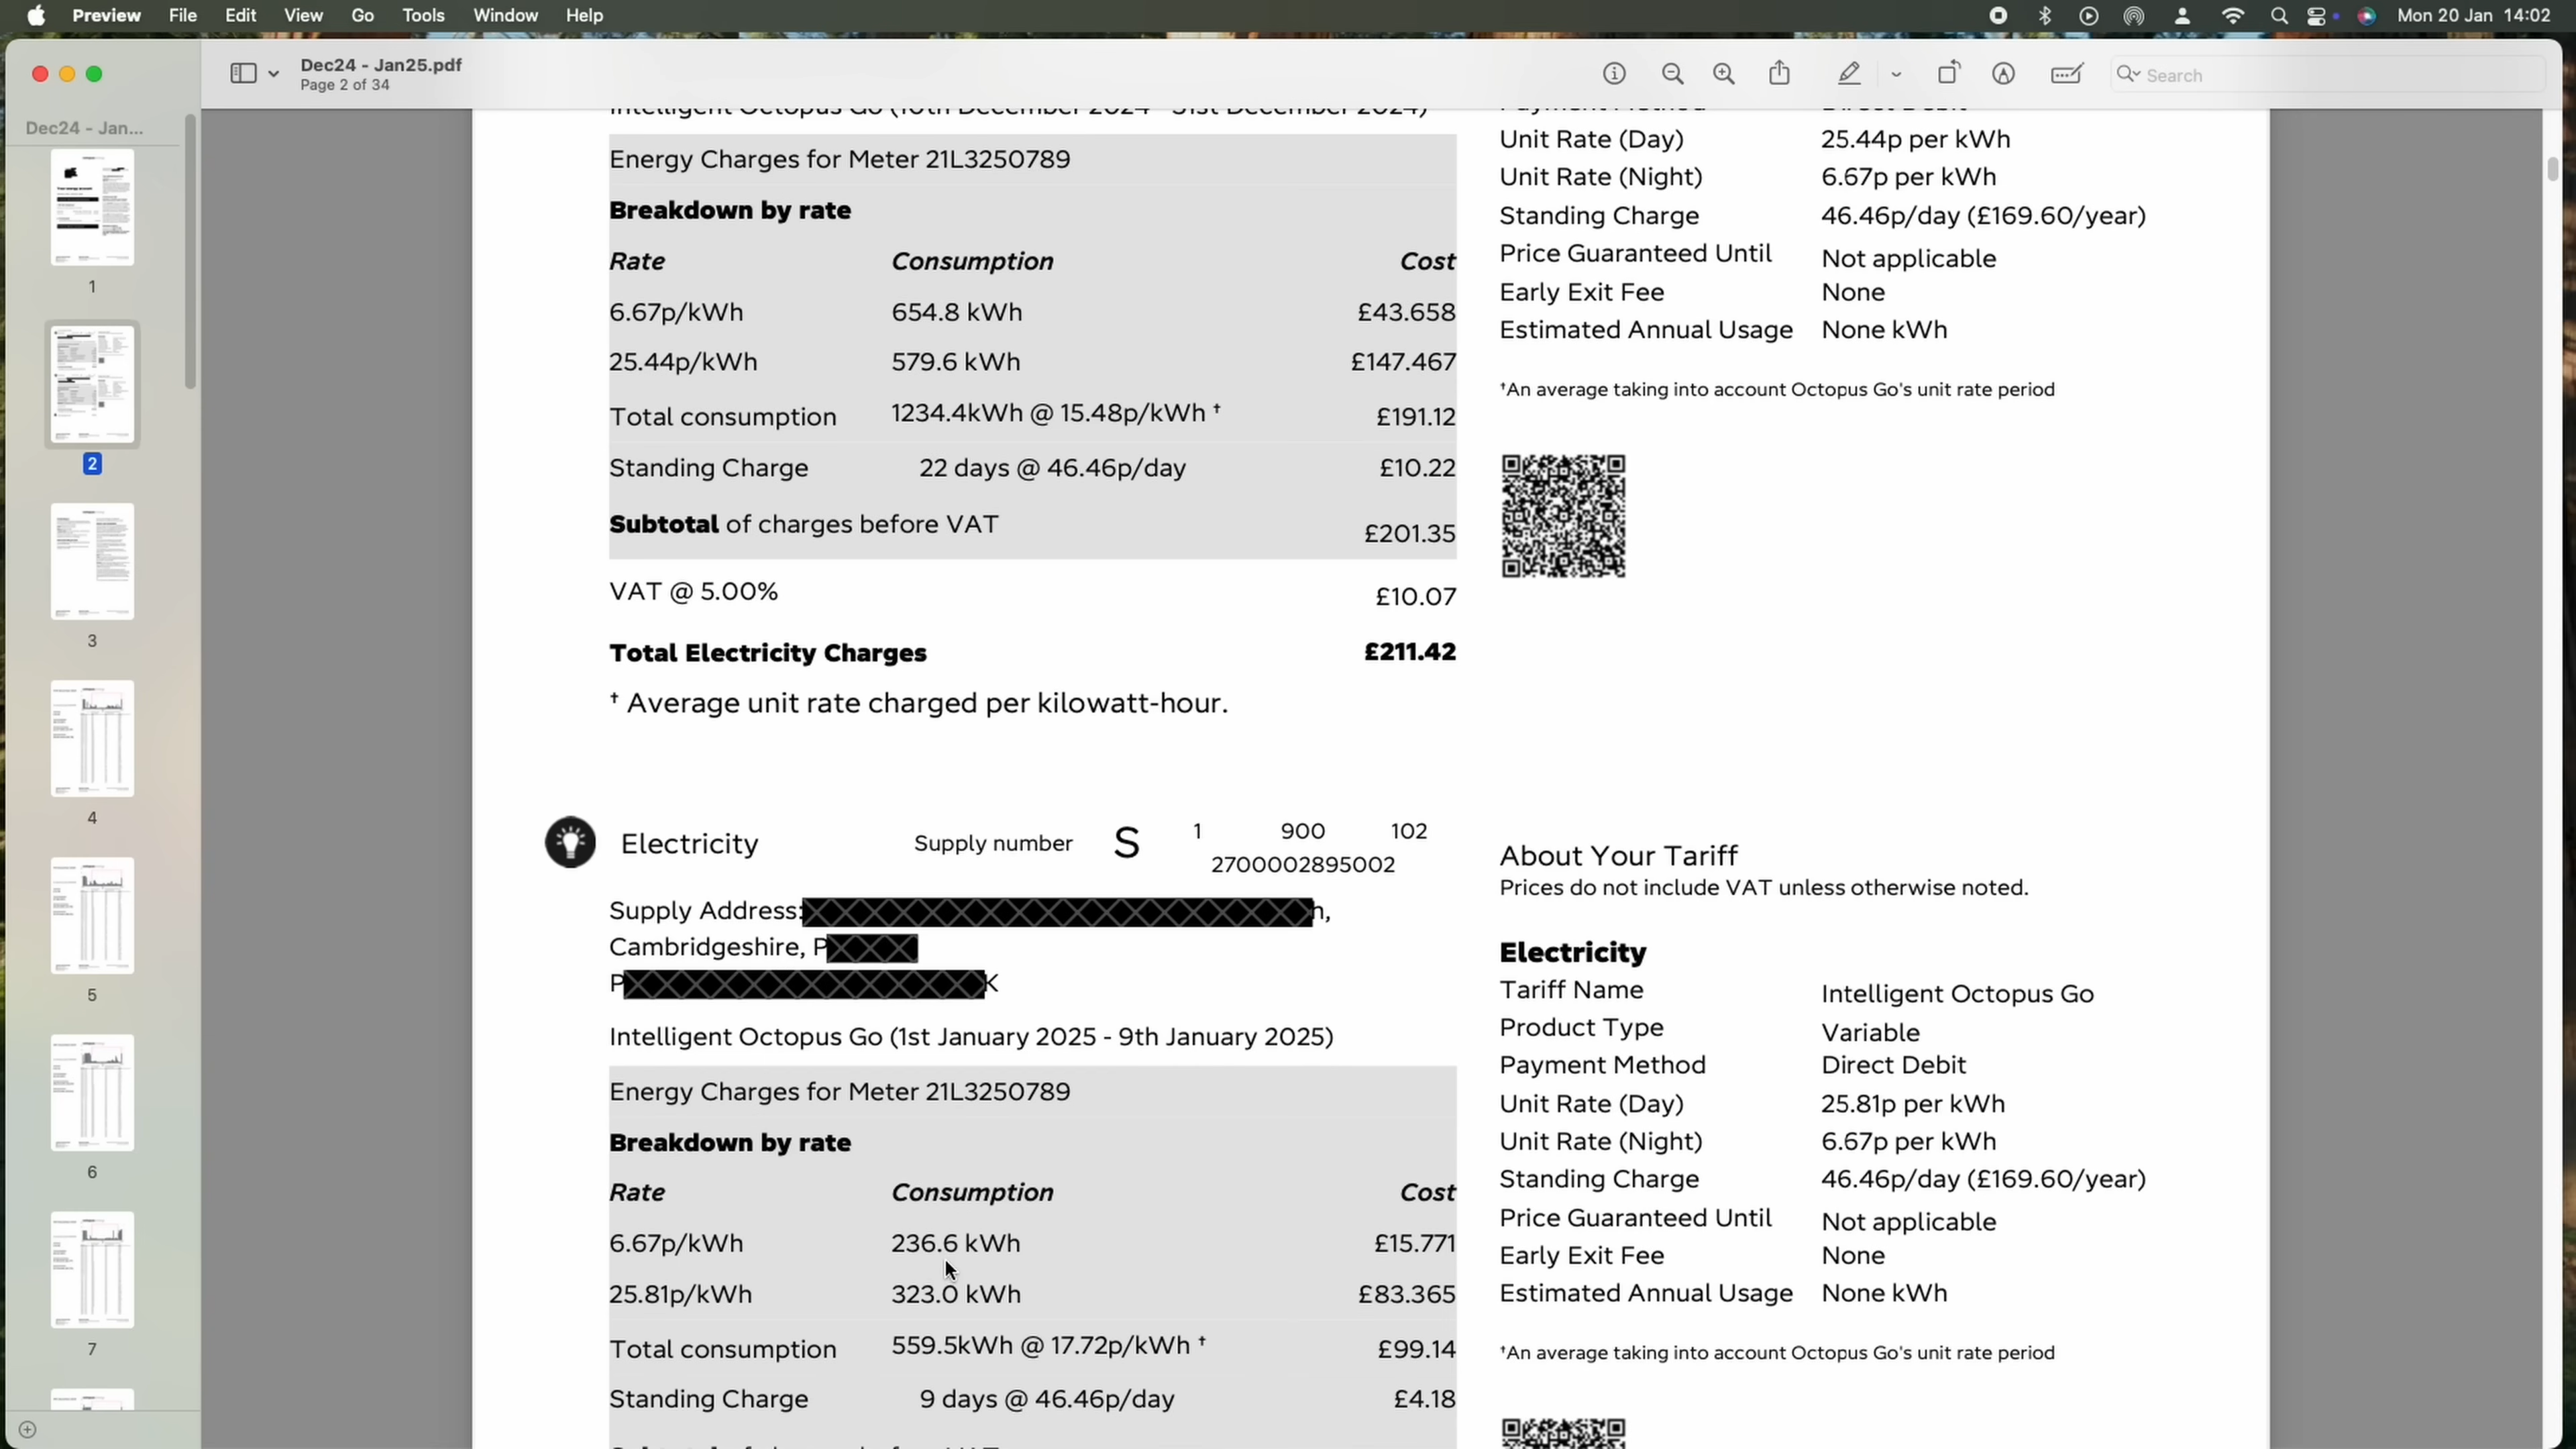 Preview File Edit View Go Tools Window Help Mon 20 Jan 14:02
Dec24 - Jan25.pdf
Page 2 of 34
Search
Dec24 - Jan...
1
2
3
4
5
6
7
Intelligent Octopus Go (10th December 2024 - 31st December 2024)
Energy Charges for Meter 21L3250789
Breakdown by rate
Rate Consumption Cost
6.67p/kWh 654.8 kWh £43.658
25.44p/kWh 579.6 kWh £147.467
Total consumption 1234.4kWh @ 15.48p/kWh † £191.12
Standing Charge 22 days @ 46.46p/day £10.22
Subtotal of charges before VAT £201.35
VAT @ 5.00% £10.07
Total Electricity Charges £211.42
† Average unit rate charged per kilowatt-hour.
Payment Method Direct Debit
Unit Rate (Day) 25.44p per kWh
Unit Rate (Night) 6.67p per kWh
Standing Charge 46.46p/day (£169.60/year)
Price Guaranteed Until Not applicable
Early Exit Fee None
Estimated Annual Usage None kWh
†An average taking into account Octopus Go's unit rate period
Electricity Supply number S 1 900 102
2700002895002
Supply Address: n,
Cambridgeshire, P
P K
Intelligent Octopus Go (1st January 2025 - 9th January 2025)
Energy Charges for Meter 21L3250789
Breakdown by rate
Rate Consumption Cost
6.67p/kWh 236.6 kWh £15.771
25.81p/kWh 323.0 kWh £83.365
Total consumption 559.5kWh @ 17.72p/kWh † £99.14
Standing Charge 9 days @ 46.46p/day £4.18
About Your Tariff
Prices do not include VAT unless otherwise noted.
Electricity
Tariff Name Intelligent Octopus Go
Product Type Variable
Payment Method Direct Debit
Unit Rate (Day) 25.81p per kWh
Unit Rate (Night) 6.67p per kWh
Standing Charge 46.46p/day (£169.60/year)
Price Guaranteed Until Not applicable
Early Exit Fee None
Estimated Annual Usage None kWh
†An average taking into account Octopus Go's unit rate period